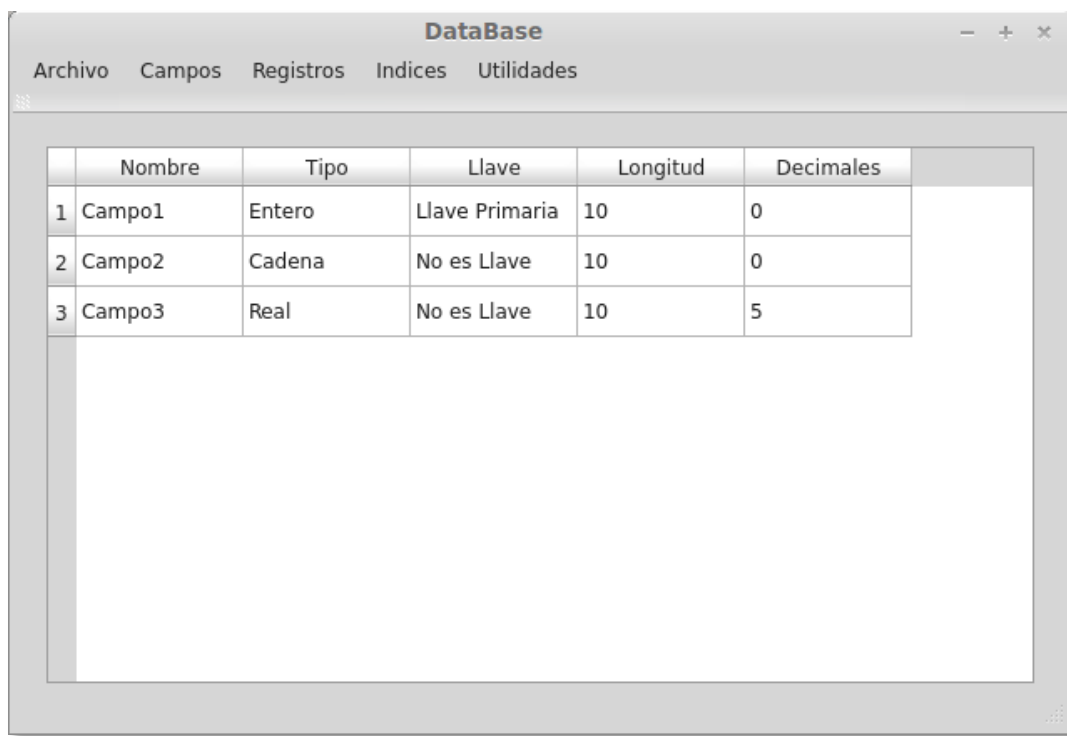 DataBase
Archivo Campos Registros Indices Utilidades
Nombre Tipo Llave Longitud Decimales
1 Campo1 Entero Llave Primaria 10 0
2 Campo2 Cadena No es Llave 10 0
3 Campo3 Real No es Llave 10 5